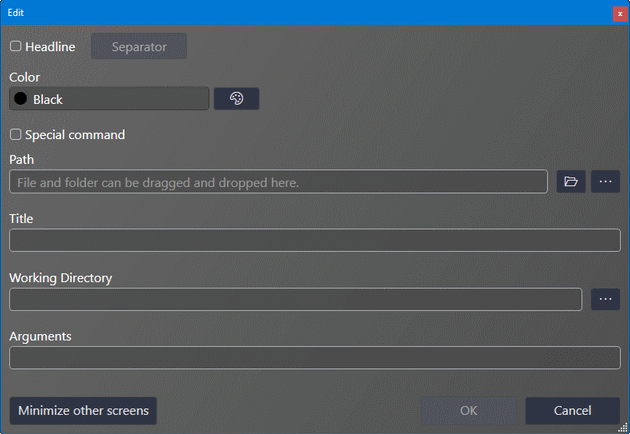 Edit
x
Headline Separator
Color
Black
Special command
Path
File and folder can be dragged and dropped here.
...
Title
Working Directory
...
Arguments
Minimize other screens OK Cancel